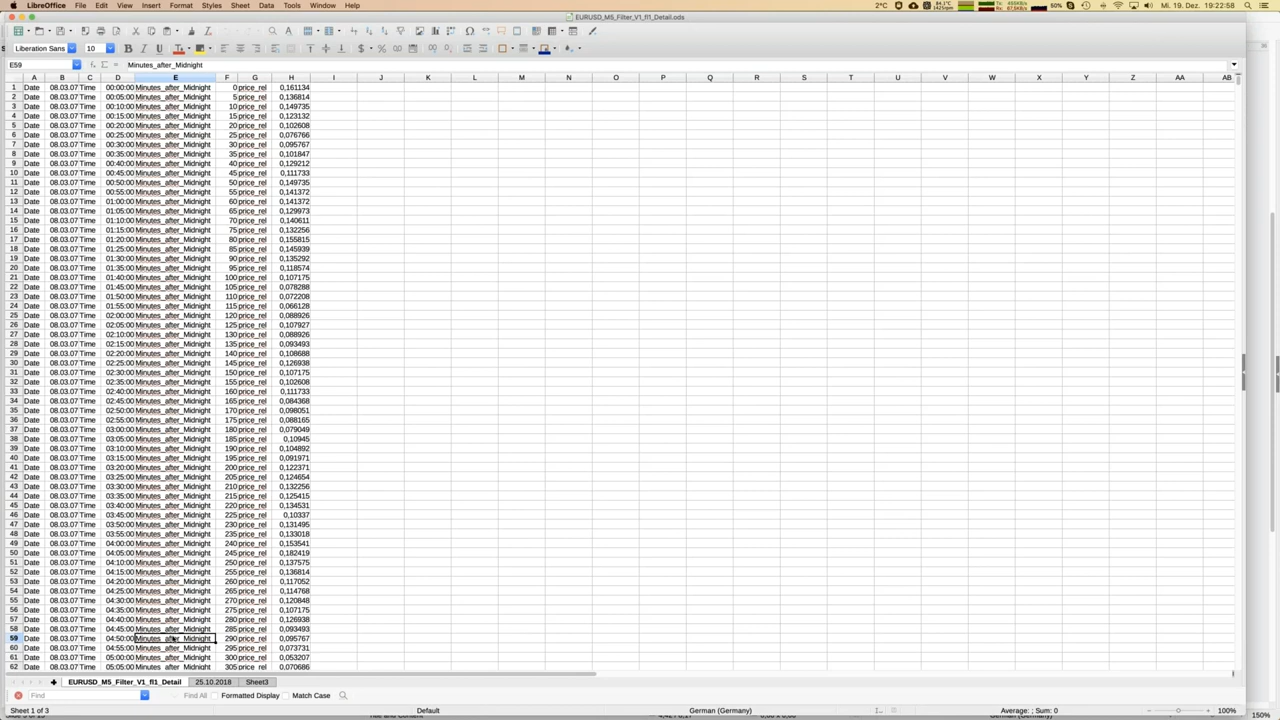 LibreOffice File Edit View Insert Format Styles Sheet Data Tools Window Help 2°C 50% Mi. 19. Dez. 19:22:58
EURUSD_M5_Filter_V1_fl1_Detail.ods
Liberation Sans 10
E59 Minutes_after_Midnight
A B C D E F G H I J K L M N O P Q R S T U V W X Y Z AA AB
1 Date 08.03.07 Time 00:00:00 Minutes_after_Midnight 0 price_rel 0,161134
2 Date 08.03.07 Time 00:05:00 Minutes_after_Midnight 5 price_rel 0,136814
3 Date 08.03.07 Time 00:10:00 Minutes_after_Midnight 10 price_rel 0,149735
4 Date 08.03.07 Time 00:15:00 Minutes_after_Midnight 15 price_rel 0,123132
5 Date 08.03.07 Time 00:20:00 Minutes_after_Midnight 20 price_rel 0,102608
6 Date 08.03.07 Time 00:25:00 Minutes_after_Midnight 25 price_rel 0,076766
7 Date 08.03.07 Time 00:30:00 Minutes_after_Midnight 30 price_rel 0,095767
8 Date 08.03.07 Time 00:35:00 Minutes_after_Midnight 35 price_rel 0,101847
9 Date 08.03.07 Time 00:40:00 Minutes_after_Midnight 40 price_rel 0,129212
10 Date 08.03.07 Time 00:45:00 Minutes_after_Midnight 45 price_rel 0,111733
11 Date 08.03.07 Time 00:50:00 Minutes_after_Midnight 50 price_rel 0,149735
12 Date 08.03.07 Time 00:55:00 Minutes_after_Midnight 55 price_rel 0,141372
13 Date 08.03.07 Time 01:00:00 Minutes_after_Midnight 60 price_rel 0,141372
14 Date 08.03.07 Time 01:05:00 Minutes_after_Midnight 65 price_rel 0,129973
15 Date 08.03.07 Time 01:10:00 Minutes_after_Midnight 70 price_rel 0,140611
16 Date 08.03.07 Time 01:15:00 Minutes_after_Midnight 75 price_rel 0,132256
17 Date 08.03.07 Time 01:20:00 Minutes_after_Midnight 80 price_rel 0,155815
18 Date 08.03.07 Time 01:25:00 Minutes_after_Midnight 85 price_rel 0,145939
19 Date 08.03.07 Time 01:30:00 Minutes_after_Midnight 90 price_rel 0,135292
20 Date 08.03.07 Time 01:35:00 Minutes_after_Midnight 95 price_rel 0,118574
21 Date 08.03.07 Time 01:40:00 Minutes_after_Midnight 100 price_rel 0,107175
22 Date 08.03.07 Time 01:45:00 Minutes_after_Midnight 105 price_rel 0,078288
23 Date 08.03.07 Time 01:50:00 Minutes_after_Midnight 110 price_rel 0,072208
24 Date 08.03.07 Time 01:55:00 Minutes_after_Midnight 115 price_rel 0,066128
25 Date 08.03.07 Time 02:00:00 Minutes_after_Midnight 120 price_rel 0,088926
26 Date 08.03.07 Time 02:05:00 Minutes_after_Midnight 125 price_rel 0,107927
27 Date 08.03.07 Time 02:10:00 Minutes_after_Midnight 130 price_rel 0,088926
28 Date 08.03.07 Time 02:15:00 Minutes_after_Midnight 135 price_rel 0,093493
29 Date 08.03.07 Time 02:20:00 Minutes_after_Midnight 140 price_rel 0,108688
30 Date 08.03.07 Time 02:25:00 Minutes_after_Midnight 145 price_rel 0,126938
31 Date 08.03.07 Time 02:30:00 Minutes_after_Midnight 150 price_rel 0,107175
32 Date 08.03.07 Time 02:35:00 Minutes_after_Midnight 155 price_rel 0,102608
33 Date 08.03.07 Time 02:40:00 Minutes_after_Midnight 160 price_rel 0,111733
34 Date 08.03.07 Time 02:45:00 Minutes_after_Midnight 165 price_rel 0,084368
35 Date 08.03.07 Time 02:50:00 Minutes_after_Midnight 170 price_rel 0,098051
36 Date 08.03.07 Time 02:55:00 Minutes_after_Midnight 175 price_rel 0,088165
37 Date 08.03.07 Time 03:00:00 Minutes_after_Midnight 180 price_rel 0,079049
38 Date 08.03.07 Time 03:05:00 Minutes_after_Midnight 185 price_rel 0,10945
39 Date 08.03.07 Time 03:10:00 Minutes_after_Midnight 190 price_rel 0,104892
40 Date 08.03.07 Time 03:15:00 Minutes_after_Midnight 195 price_rel 0,091971
41 Date 08.03.07 Time 03:20:00 Minutes_after_Midnight 200 price_rel 0,122371
42 Date 08.03.07 Time 03:25:00 Minutes_after_Midnight 205 price_rel 0,124654
43 Date 08.03.07 Time 03:30:00 Minutes_after_Midnight 210 price_rel 0,132256
44 Date 08.03.07 Time 03:35:00 Minutes_after_Midnight 215 price_rel 0,125415
45 Date 08.03.07 Time 03:40:00 Minutes_after_Midnight 220 price_rel 0,134531
46 Date 08.03.07 Time 03:45:00 Minutes_after_Midnight 225 price_rel 0,10337
47 Date 08.03.07 Time 03:50:00 Minutes_after_Midnight 230 price_rel 0,131495
48 Date 08.03.07 Time 03:55:00 Minutes_after_Midnight 235 price_rel 0,133018
49 Date 08.03.07 Time 04:00:00 Minutes_after_Midnight 240 price_rel 0,153541
50 Date 08.03.07 Time 04:05:00 Minutes_after_Midnight 245 price_rel 0,182419
51 Date 08.03.07 Time 04:10:00 Minutes_after_Midnight 250 price_rel 0,137575
52 Date 08.03.07 Time 04:15:00 Minutes_after_Midnight 255 price_rel 0,136814
53 Date 08.03.07 Time 04:20:00 Minutes_after_Midnight 260 price_rel 0,117052
54 Date 08.03.07 Time 04:25:00 Minutes_after_Midnight 265 price_rel 0,114768
55 Date 08.03.07 Time 04:30:00 Minutes_after_Midnight 270 price_rel 0,120848
56 Date 08.03.07 Time 04:35:00 Minutes_after_Midnight 275 price_rel 0,107175
57 Date 08.03.07 Time 04:40:00 Minutes_after_Midnight 280 price_rel 0,126938
58 Date 08.03.07 Time 04:45:00 Minutes_after_Midnight 285 price_rel 0,093493
59 Date 08.03.07 Time 04:50:00 Minutes_after_Midnight 290 price_rel 0,095767
60 Date 08.03.07 Time 04:55:00 Minutes_after_Midnight 295 price_rel 0,073731
61 Date 08.03.07 Time 05:00:00 Minutes_after_Midnight 300 price_rel 0,053207
62 Date 08.03.07 Time 05:05:00 Minutes_after_Midnight 305 price_rel 0,070686
EURUSD_M5_Filter_V1_fl1_Detail 25.10.2018 Sheet3
Find Find All Formatted Display Match Case
Sheet 1 of 3 Default German (Germany) Average: ; Sum: 0 100%
150%